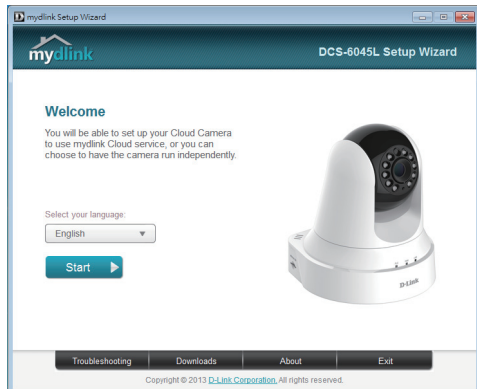 mydlink Setup Wizard
mydlink
DCS-6045L Setup Wizard
Welcome
You will be able to set up your Cloud Camera
to use mydlink Cloud service, or you can
choose to have the camera run independently.
Select your language:
English
Start
D-Link
Troubleshooting Downloads About Exit
Copyright © 2013 D-Link Corporation. All rights reserved.